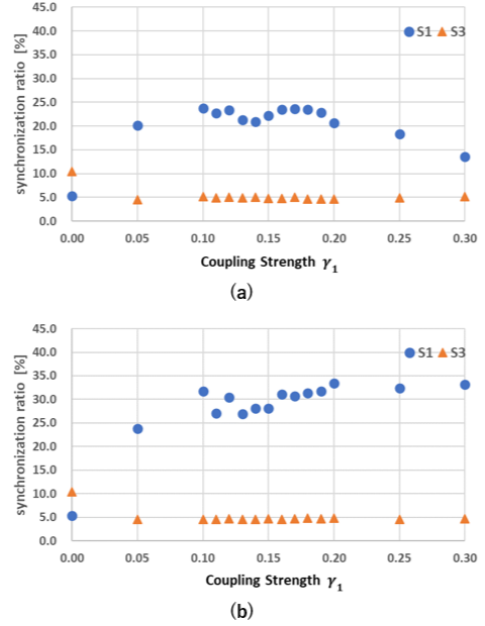 (a)
45.0
S1 S3
40.0
35.0
30.0
25.0
20.0
15.0
10.0
5.0
0.0
synchronization ratio [%]
0.00 0.05 0.10 0.15 0.20 0.25 0.30
Coupling Strength γ1
(a)
45.0
S1 S3
40.0
35.0
30.0
25.0
20.0
15.0
10.0
5.0
0.0
synchronization ratio [%]
0.00 0.05 0.10 0.15 0.20 0.25 0.30
Coupling Strength γ1
(b)